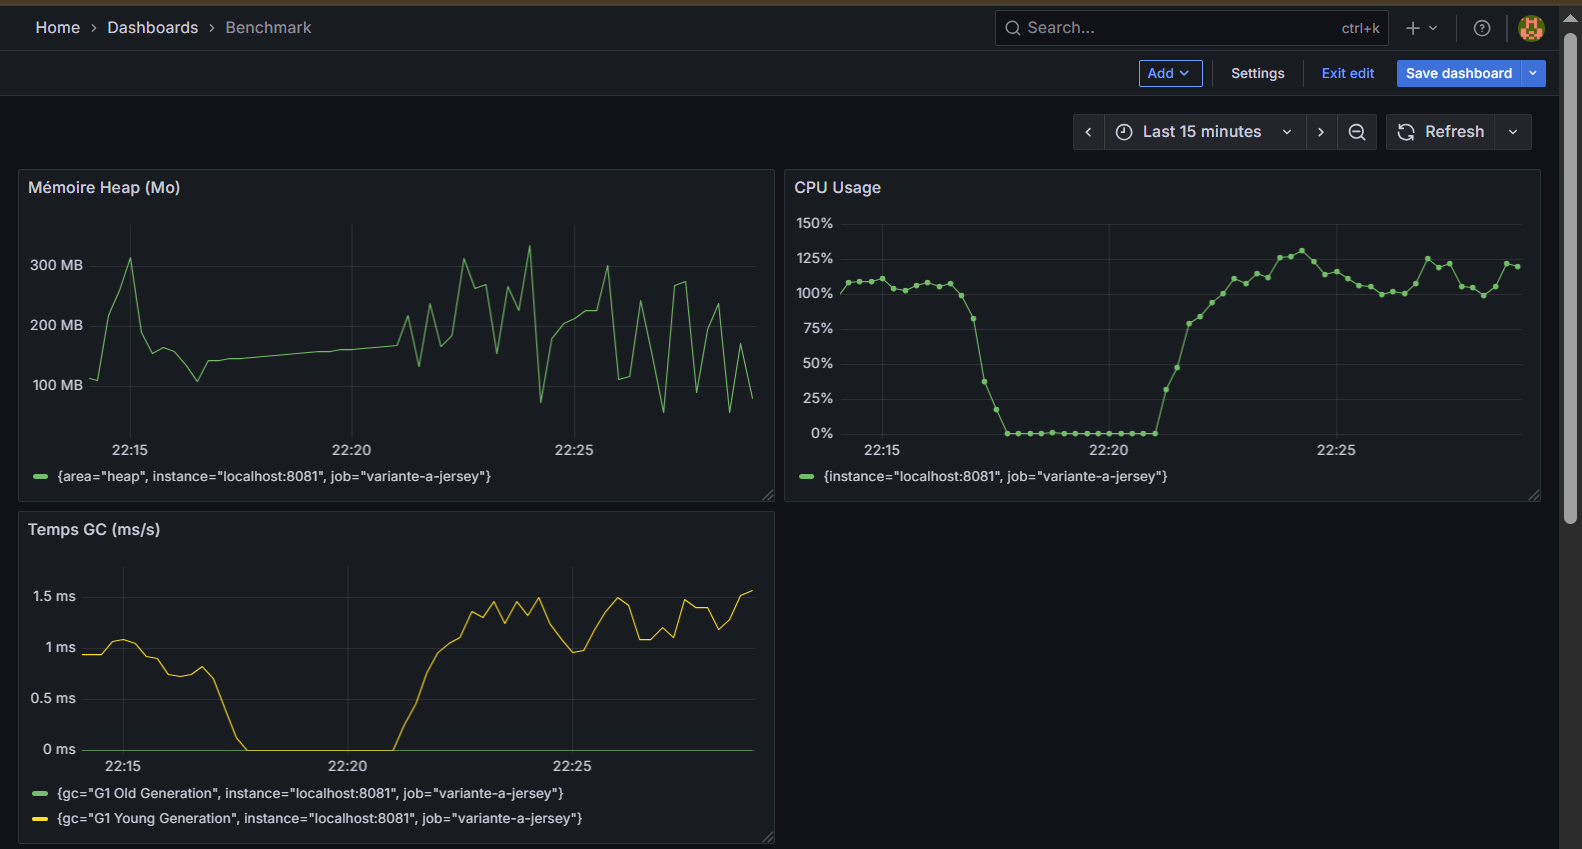 Home › Dashboards › Benchmark
Search... ctrl+k
Add Settings Exit edit Save dashboard
Last 15 minutes Refresh
Mémoire Heap (Mo)
300 MB
200 MB
100 MB
22:15 22:20 22:25
{area="heap", instance="localhost:8081", job="variante-a-jersey"}
CPU Usage
150%
125%
100%
75%
50%
25%
0%
22:15 22:20 22:25
{instance="localhost:8081", job="variante-a-jersey"}
Temps GC (ms/s)
1.5 ms
1 ms
0.5 ms
0 ms
22:15 22:20 22:25
{gc="G1 Old Generation", instance="localhost:8081", job="variante-a-jersey"}
{gc="G1 Young Generation", instance="localhost:8081", job="variante-a-jersey"}